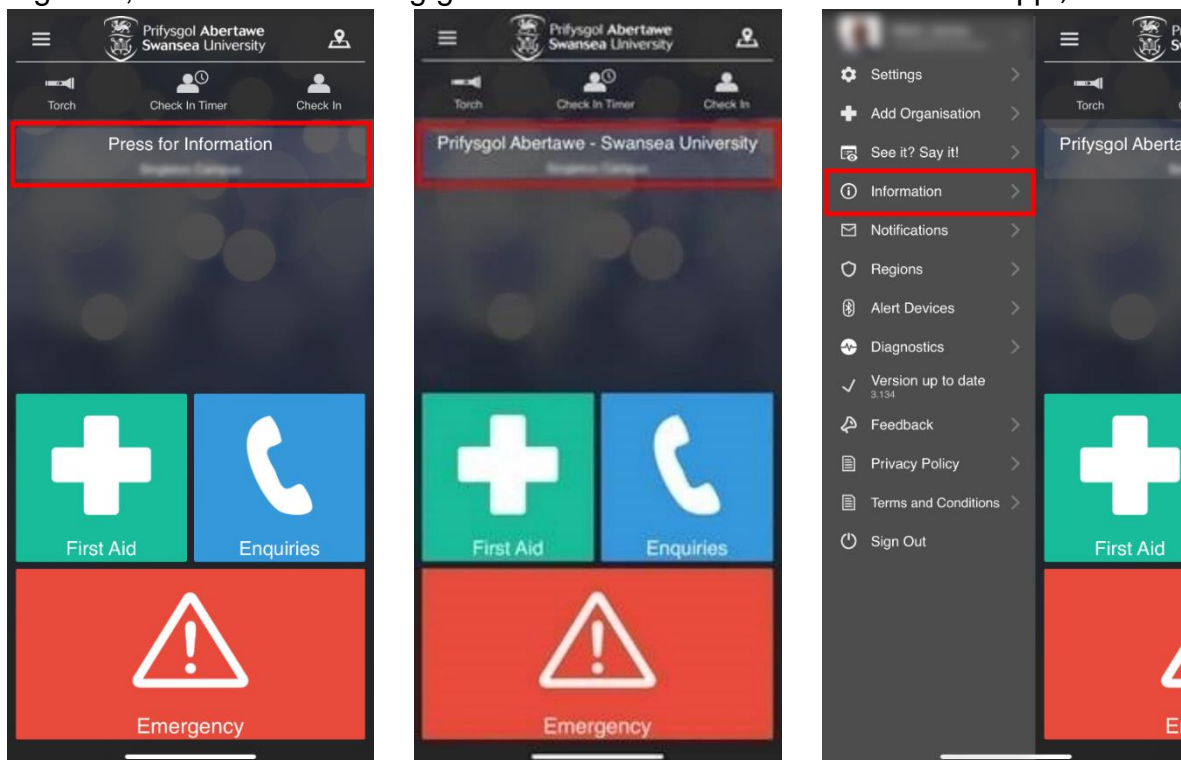 Prifysgol Abertawe
Swansea University
Torch
Check In Timer
Check In
Press for Information
First Aid
Enquiries
Emergency
Prifysgol Abertawe
Swansea University
Torch
Check In Timer
Check In
Prifysgol Abertawe - Swansea University
First Aid
Enquiries
Emergency
Settings
Add Organisation
See it? Say it!
Information
Notifications
Regions
Alert Devices
Diagnostics
Version up to date
3.134
Feedback
Privacy Policy
Terms and Conditions
Sign Out
Torch
First Aid